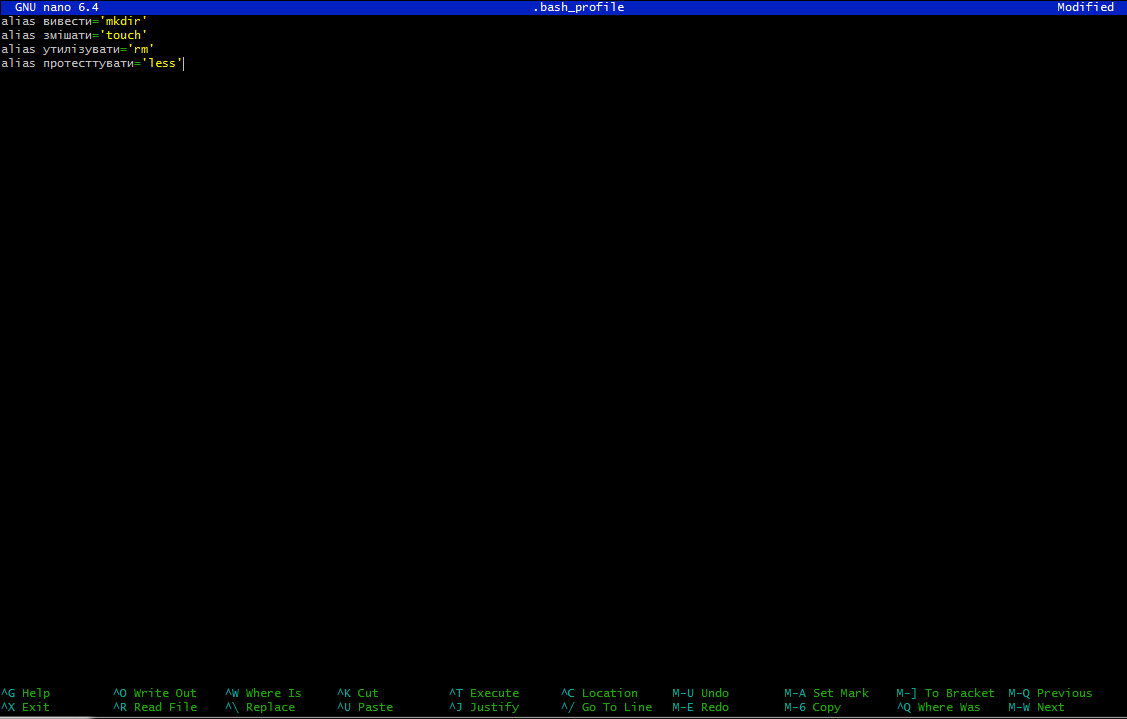 GNU nano 6.4 .bash_profile Modified
alias вивести='mkdir'
alias змішати='touch'
alias утилізувати='rm'
alias протесттувати='less'
^G Help ^O Write Out ^W Where Is ^K Cut ^T Execute ^C Location M-U Undo M-A Set Mark M-] To Bracket M-Q Previous
^X Exit ^R Read File ^\ Replace ^U Paste ^J Justify ^/ Go To Line M-E Redo M-6 Copy ^Q Where Was M-W Next